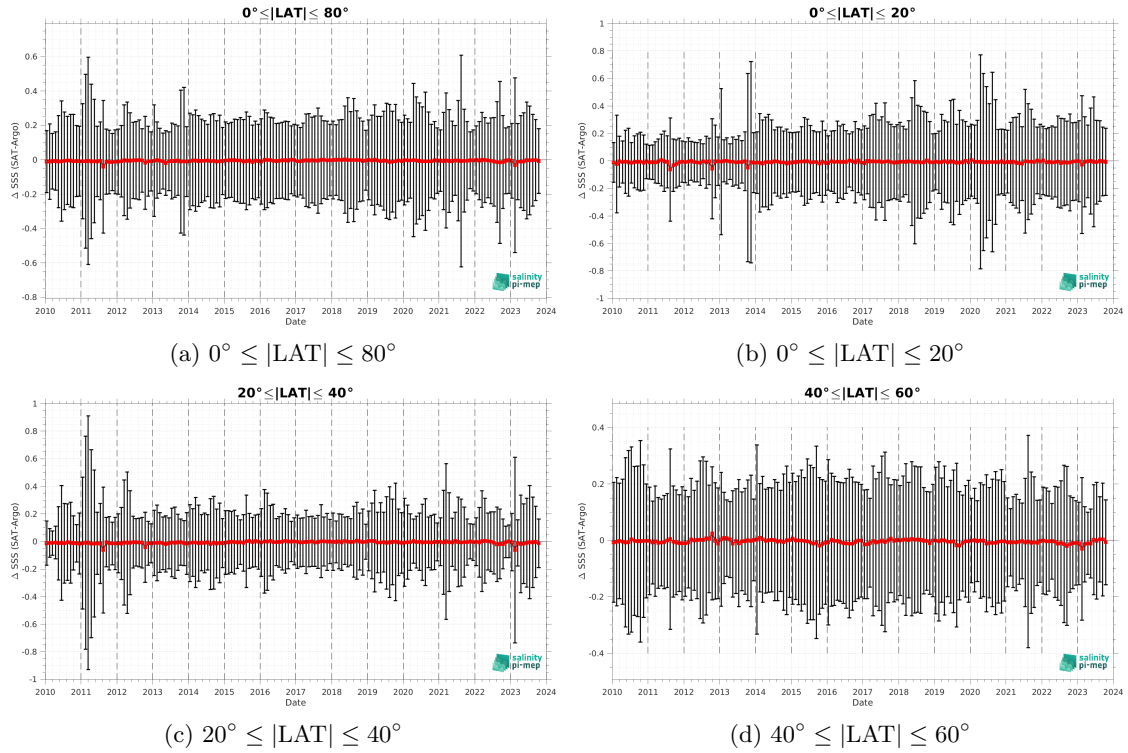 0°≤|LAT|≤ 80°
Δ SSS (SAT-Argo)
0.6
0.4
0.2
0
-0.2
-0.4
-0.6
-0.8
2010 2011 2012 2013 2014 2015 2016 2017 2018 2019 2020 2021 2022 2023 2024
Date
salinity
pi-mep
(a) 0° ≤ |LAT| ≤ 80°
0°≤|LAT|≤ 20°
Δ SSS (SAT-Argo)
1
0.8
0.6
0.4
0.2
0
-0.2
-0.4
-0.6
-0.8
-1
2010 2011 2012 2013 2014 2015 2016 2017 2018 2019 2020 2021 2022 2023 2024
Date
salinity
pi-mep
(b) 0° ≤ |LAT| ≤ 20°
20°≤|LAT|≤ 40°
Δ SSS (SAT-Argo)
1
0.8
0.6
0.4
0.2
0
-0.2
-0.4
-0.6
-0.8
-1
2010 2011 2012 2013 2014 2015 2016 2017 2018 2019 2020 2021 2022 2023 2024
Date
salinity
pi-mep
(c) 20° ≤ |LAT| ≤ 40°
40°≤|LAT|≤ 60°
Δ SSS (SAT-Argo)
0.4
0.2
0
-0.2
-0.4
2010 2011 2012 2013 2014 2015 2016 2017 2018 2019 2020 2021 2022 2023 2024
Date
salinity
pi-mep
(d) 40° ≤ |LAT| ≤ 60°